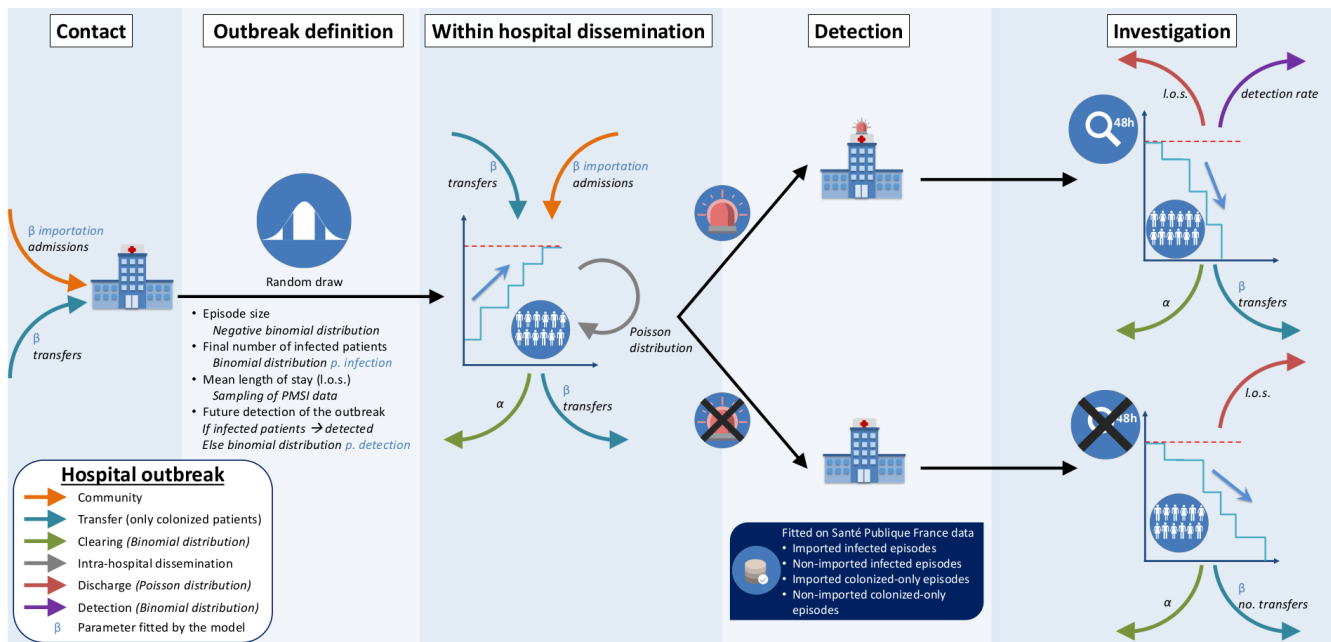 Contact
Outbreak definition
Within hospital dissemination
Detection
Investigation
β importation
admissions
β
transfers
Random draw
• Episode size
Negative binomial distribution
• Final number of infected patients
Binomial distribution p. infection
• Mean length of stay (l.o.s.)
Sampling of PMSI data
• Future detection of the outbreak
If infected patients → detected
Else binomial distribution p. detection
β
transfers
β importation
admissions
Poisson
distribution
α
β
transfers
l.o.s.
detection rate
48h
α
β
transfers
48h
l.o.s.
α
β
no. transfers
Hospital outbreak
Community
Transfer (only colonized patients)
Clearing (Binomial distribution)
Intra-hospital dissemination
Discharge (Poisson distribution)
Detection (Binomial distribution)
β Parameter fitted by the model
Fitted on Santé Publique France data
• Imported infected episodes
• Non-imported infected episodes
• Imported colonized-only episodes
• Non-imported colonized-only
episodes